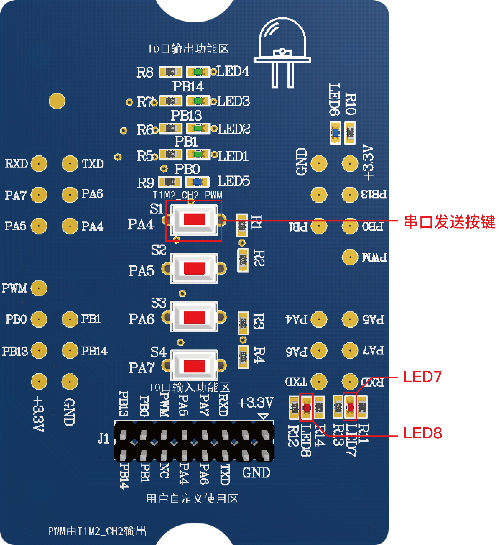 IO口输出功能区
R8
LED4
PB14
R7
LED3
PB13
R6
LED2
PB1
R5
LED1
PB0
R9
LED5
TIM2_CH2_PWM
LED6
R10
RXD
TXD
GND
+3.3V
PA7
PA6
PB13
PA5
PA4
PB1
PB0
PWM
S1
PA4
R1
串口发送按键
S2
PA5
R2
PWM
S3
PA6
R3
PB0
PB1
PA4
PA5
S4
PA7
R4
PB13
PB14
PA6
PA7
IO口输入功能区
TXD
RXD
LED7
+3.3V
GND
PB13
PB0
PWM
PA5
PA7
RXD
+3.3V
R12
LED8
R14
R13
LED7
R11
LED8
J1
PB14
PB1
NC
PA4
PA6
TXD
GND
用户自定义使用区
PWM由TIM2_CH2输出